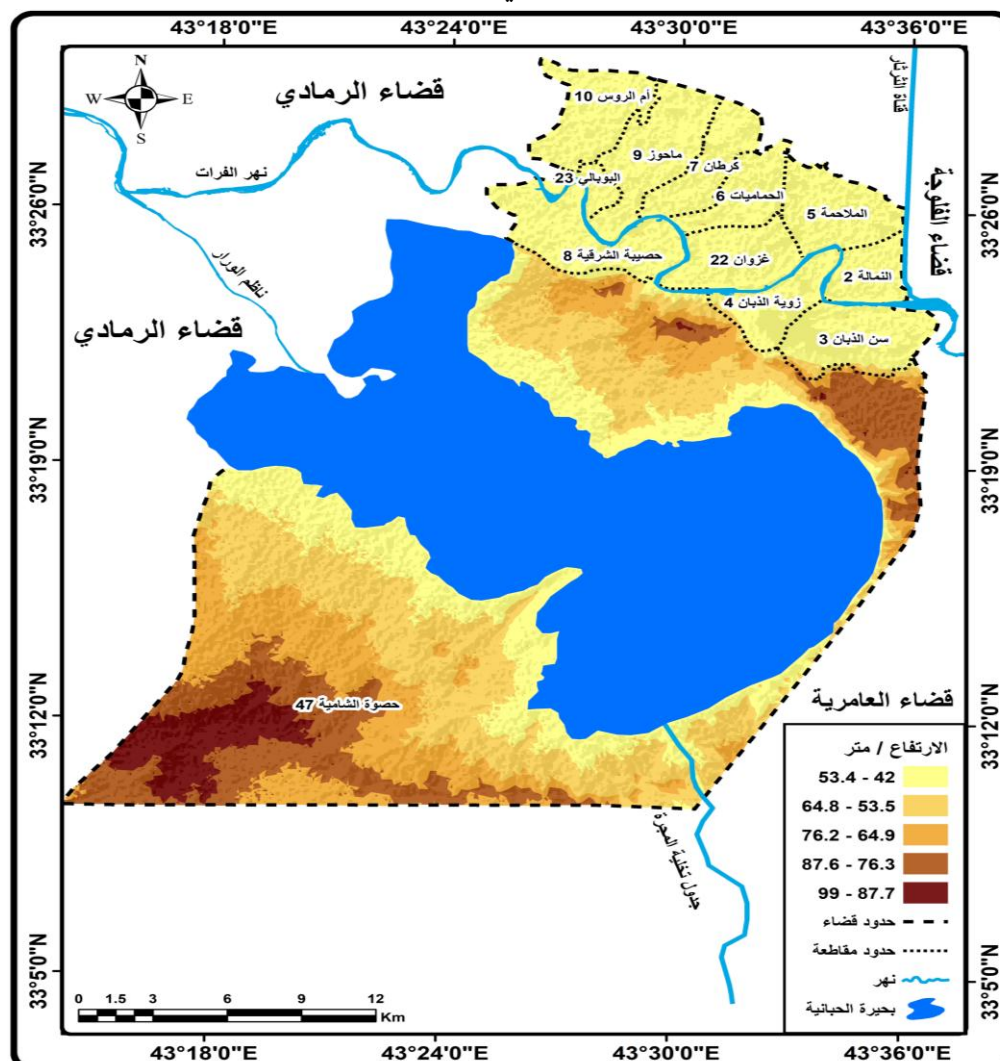 43°18'0"E
43°24'0"E
43°30'0"E
43°36'0"E
N
W
E
S
قضاء الرمادي
أم الروس 10
قناة الثرثار
ماحوز 9
كرطان 7
نهر الفرات
البوبالي 23
الحماميات 6
33°26'0"N
33°26'0"N
الملاحمة 5
قضاء الفلوجة
حصيبة الشرقية 8
غزوان 22
النمالة 2
ناظم الورار
زوية الذبان 4
قضاء الرمادي
سن الذبان 3
33°19'0"N
33°19'0"N
حصوة الشامية 47
33°12'0"N
33°12'0"N
قضاء العامرية
الارتفاع / متر
53.4 - 42
64.8 - 53.5
76.2 - 64.9
87.6 - 76.3
99 - 87.7
حدود قضاء
حدود مقاطعة
نهر
بحيرة الحبانية
جدول تخلية المجرة
33°5'0"N
33°5'0"N
0 1.5 3 6 9 12
Km
43°18'0"E
43°24'0"E
43°30'0"E
43°36'0"E